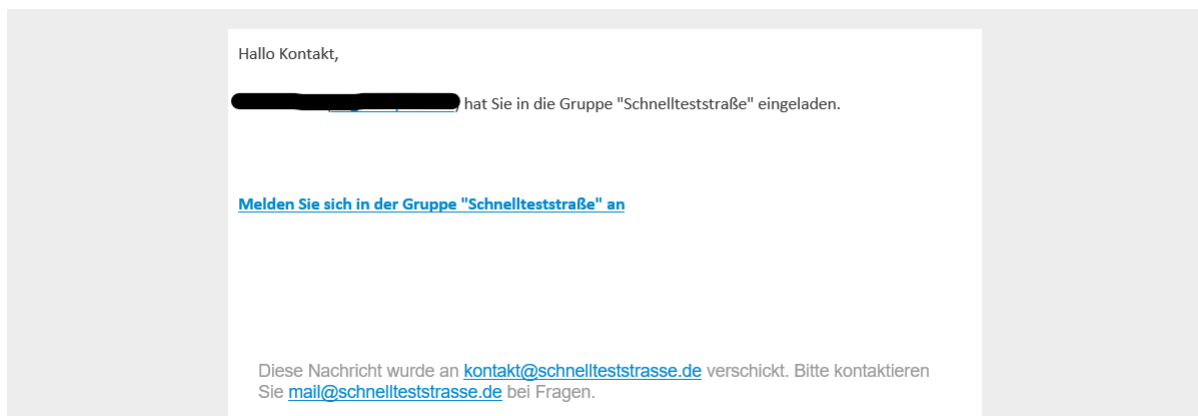 Hallo Kontakt,
hat Sie in die Gruppe "Schnellteststraße" eingeladen.
Melden Sie sich in der Gruppe "Schnellteststraße" an
Diese Nachricht wurde an kontakt@schnellteststrasse.de verschickt. Bitte kontaktieren
Sie mail@schnellteststrasse.de bei Fragen.